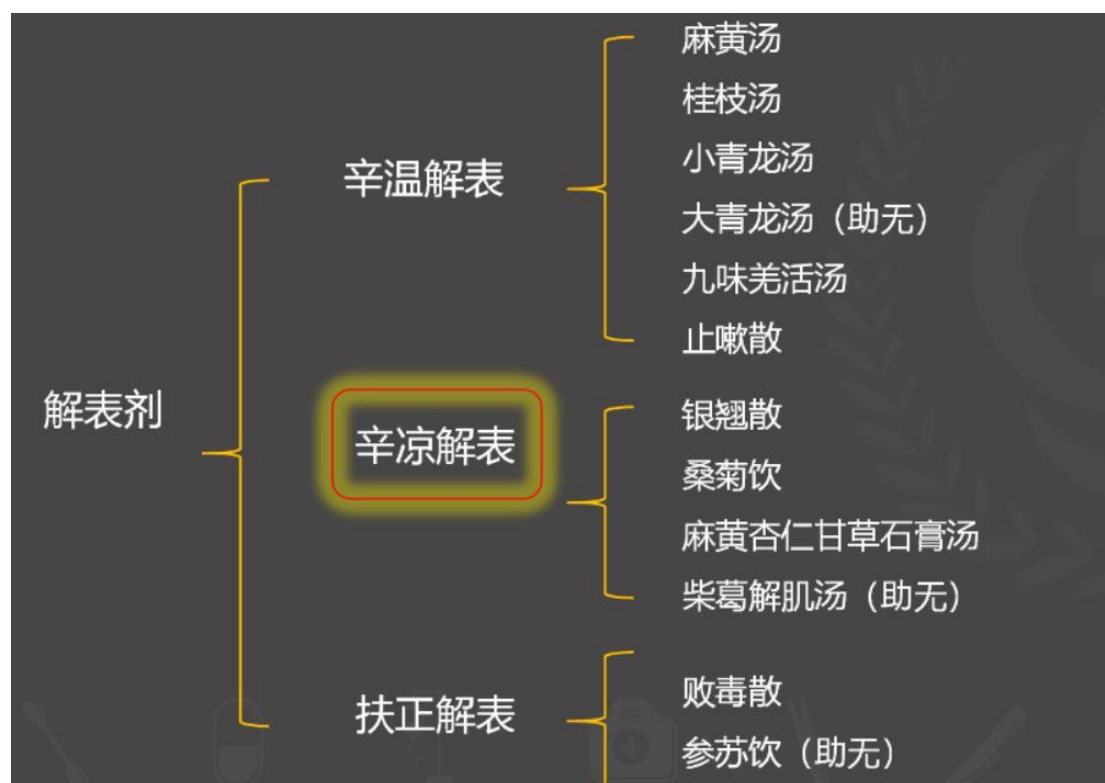 解表剂
辛温解表
麻黄汤
桂枝汤
小青龙汤
大青龙汤（助无）
九味羌活汤
止嗽散
辛凉解表
银翘散
桑菊饮
麻黄杏仁甘草石膏汤
柴葛解肌汤（助无）
扶正解表
败毒散
参苏饮（助无）